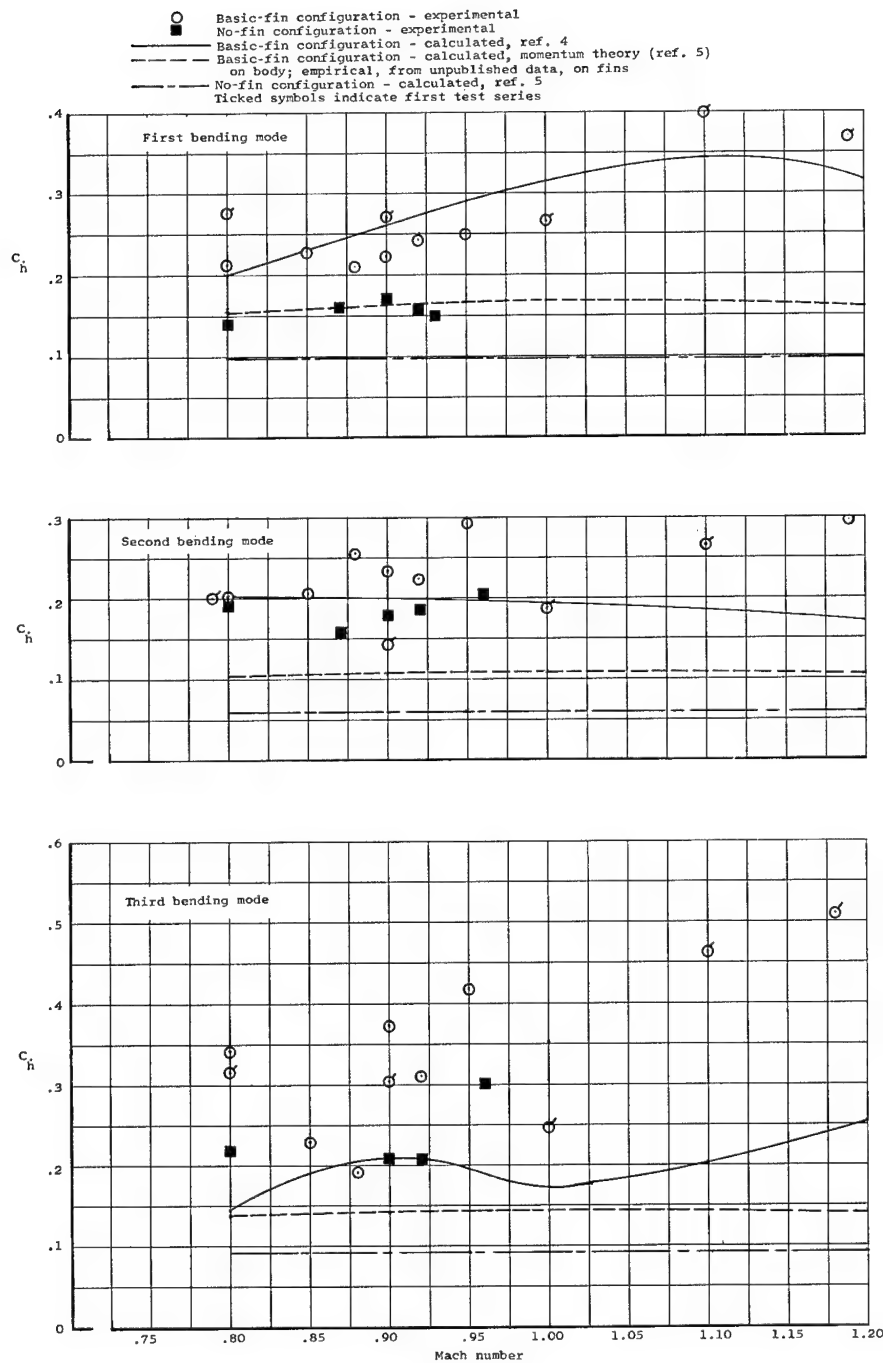 Basic-fin configuration - experimental
No-fin configuration - experimental
Basic-fin configuration - calculated, ref. 4
Basic-fin configuration - calculated, momentum theory (ref. 5)
on body; empirical, from unpublished data, on fins
No-fin configuration - calculated, ref. 5
Ticked symbols indicate first test series
.4
First bending mode
.3
C_ḣ
.2
.1
0
.3
Second bending mode
.2
C_ḣ
.1
0
.6
Third bending mode
.5
.4
C_ḣ
.3
.2
.1
0
.75 .80 .85 .90 .95 1.00 1.05 1.10 1.15 1.20
Mach number